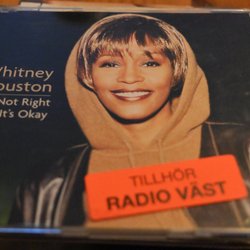 Whitney
Houston
Not Right
It's Okay
TILLHÖR
RADIO VÄST